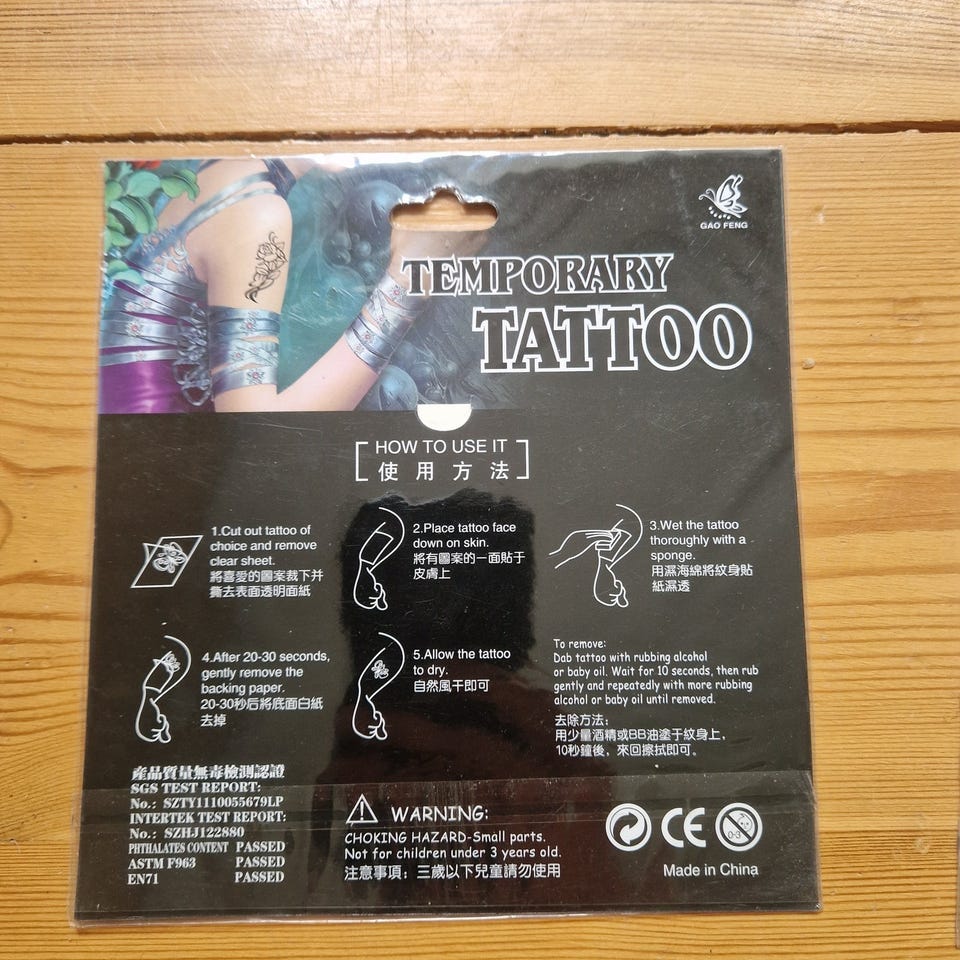 GAO FENG
TEMPORARY
TATTOO
HOW TO USE IT
使用方法
1.Cut out tattoo of
choice and remove
clear sheet.
將喜愛的圖案裁下并
撕去表面透明面紙
2.Place tattoo face
down on skin.
將有圖案的一面貼于
皮膚上
3.Wet the tattoo
thoroughly with a
sponge.
用濕海綿將紋身貼
紙濕透
4.After 20-30 seconds,
gently remove the
backing paper.
20-30秒后將底面白紙
去掉
5.Allow the tattoo
to dry.
自然風干即可
To remove:
Dab tattoo with rubbing alcohol
or baby oil. Wait for 10 seconds, then rub
gently and repeatedly with more rubbing
alcohol or baby oil until removed.
去除方法:
用少量酒精或BB油塗于紋身上,
10秒鐘後，來回擦拭即可。
產品質量無毒檢測認證
SGS TEST REPORT:
No.: SZTY1110055679LP
INTERTEK TEST REPORT:
No.: SZHJ122880
PHTHALATES CONTENT PASSED
ASTM F963 PASSED
EN71 PASSED
WARNING:
CHOKING HAZARD-Small parts.
Not for children under 3 years old.
注意事項：三歲以下兒童請勿使用
CE
0-3
Made in China